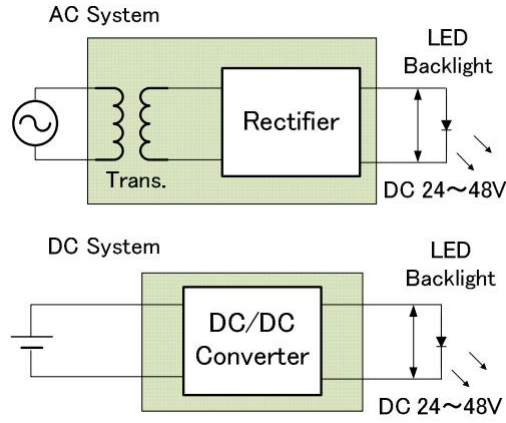 AC System
LED
Backlight
Rectifier
Trans.
DC 24～48V
DC System
LED
Backlight
DC/DC
Converter
DC 24～48V